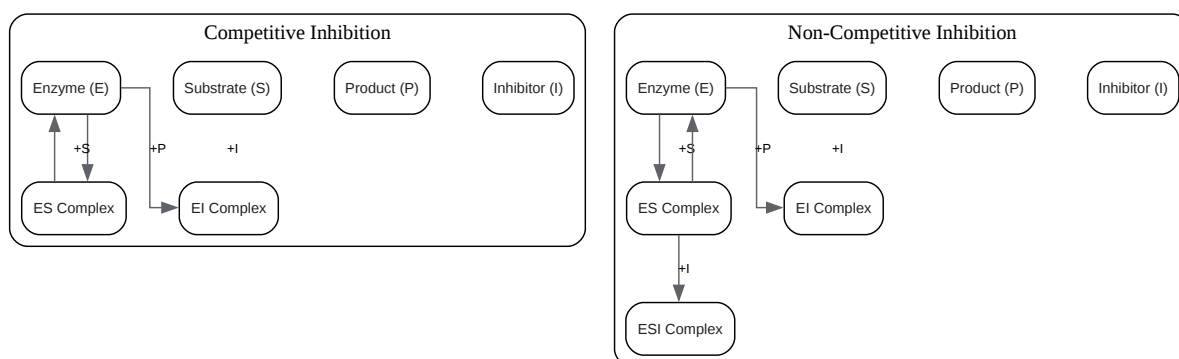 Competitive Inhibition
Enzyme (E)
Substrate (S)
Product (P)
Inhibitor (I)
+S
+P
+I
ES Complex
EI Complex
Non-Competitive Inhibition
Enzyme (E)
Substrate (S)
Product (P)
Inhibitor (I)
+S
+P
+I
ES Complex
EI Complex
+I
ESI Complex